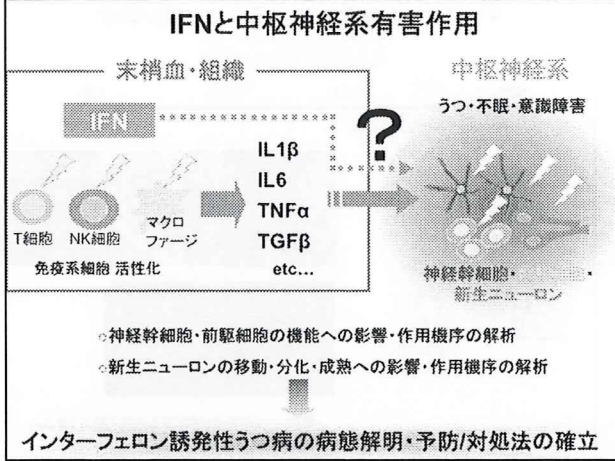 IFNと中枢神経系有害作用
末梢血・組織
中枢神経系
IFN
?
うつ・不眠・意識障害
IL1β
IL6
TNFα
TGFβ
etc…
T細胞
NK細胞
マクロ
ファージ
免疫系細胞 活性化
神経幹細胞・
新生ニューロン
神経幹細胞・前駆細胞の機能への影響・作用機序の解析
新生ニューロンの移動・分化・成熟への影響・作用機序の解析
インターフェロン誘発性うつ病の病態解明・予防/対処法の確立